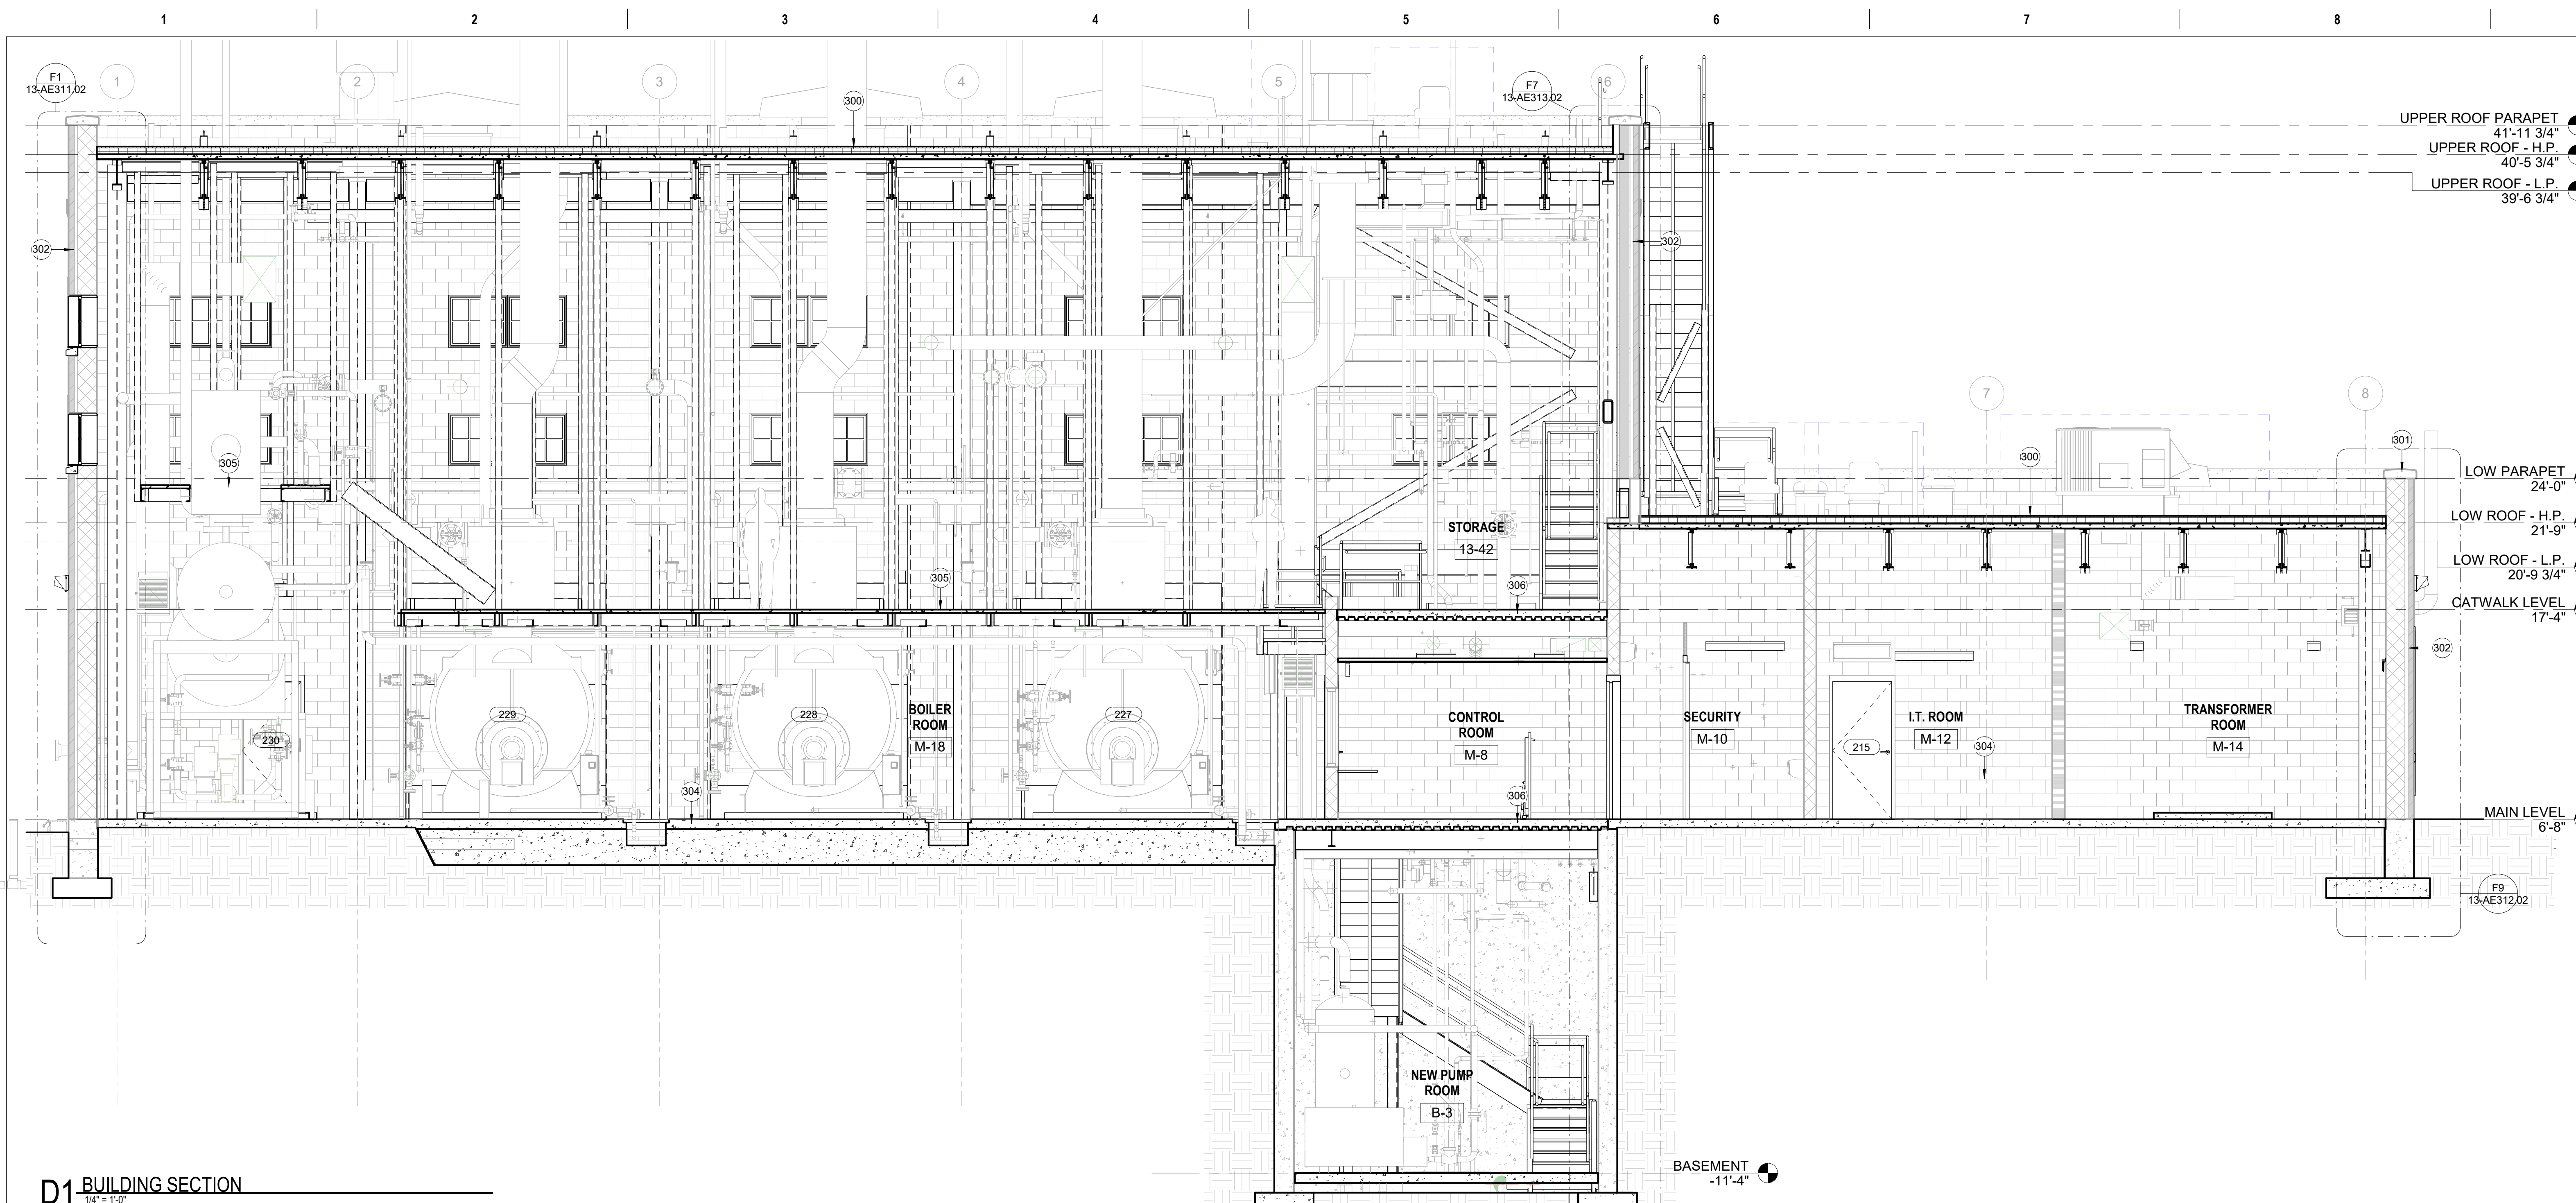 1 2 3 4 5 6 7 8
F1
13-AE311.02
1 2 3 4 5 6
F7
13-AE313.02
300
UPPER ROOF PARAPET
41'-11 3/4"
UPPER ROOF - H.P.
40'-5 3/4"
UPPER ROOF - L.P.
39'-6 3/4"
302
302
7
8
301
300
305
LOW PARAPET
24'-0"
LOW ROOF - H.P.
21'-9"
LOW ROOF - L.P.
20'-9 3/4"
CATWALK LEVEL
17'-4"
STORAGE
13-42
305
306
302
230
229
228
227
BOILER
ROOM
M-18
CONTROL
ROOM
M-8
SECURITY
M-10
215
I.T. ROOM
M-12
304
TRANSFORMER
ROOM
M-14
304
306
MAIN LEVEL
6'-8"
F9
13-AE312.02
NEW PUMP
ROOM
B-3
BASEMENT
-11'-4"
D1 BUILDING SECTION
1/4" = 1'-0"